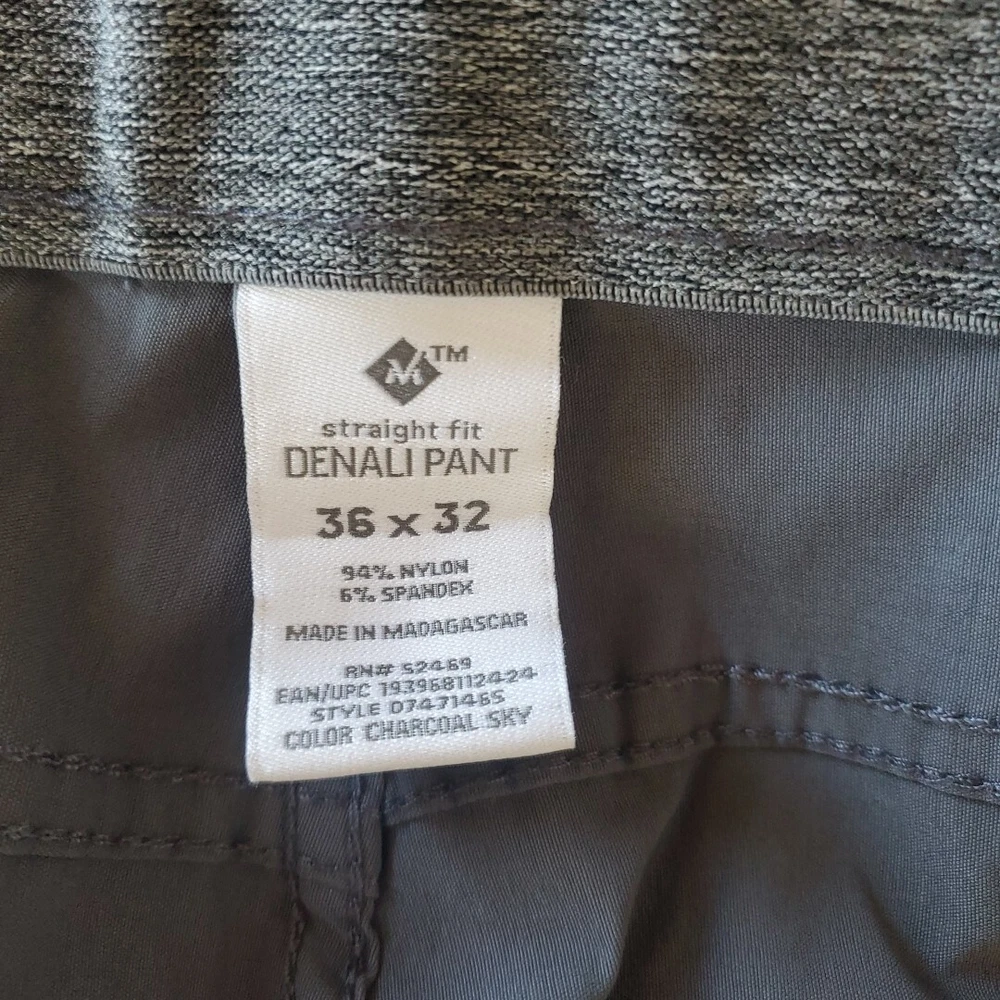 M™
straight fit
DENALI PANT
36 x 32
94% NYLON
6% SPANDEX
MADE IN MADAGASCAR
RN# 52469
EAN/UPC 193968112424
STYLE 07471465
COLOR CHARCOAL SKY